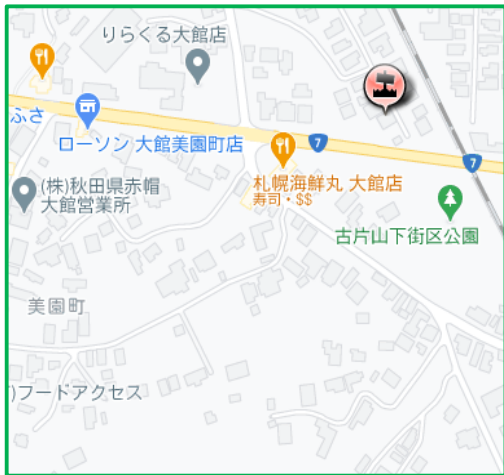 りらくる大館店
ふさ
ローソン 大館美園町店
7
札幌海鮮丸 大館店
寿司・$$
7
(株)秋田県赤帽
大館営業所
古片山下街区公園
美園町
)フードアクセス